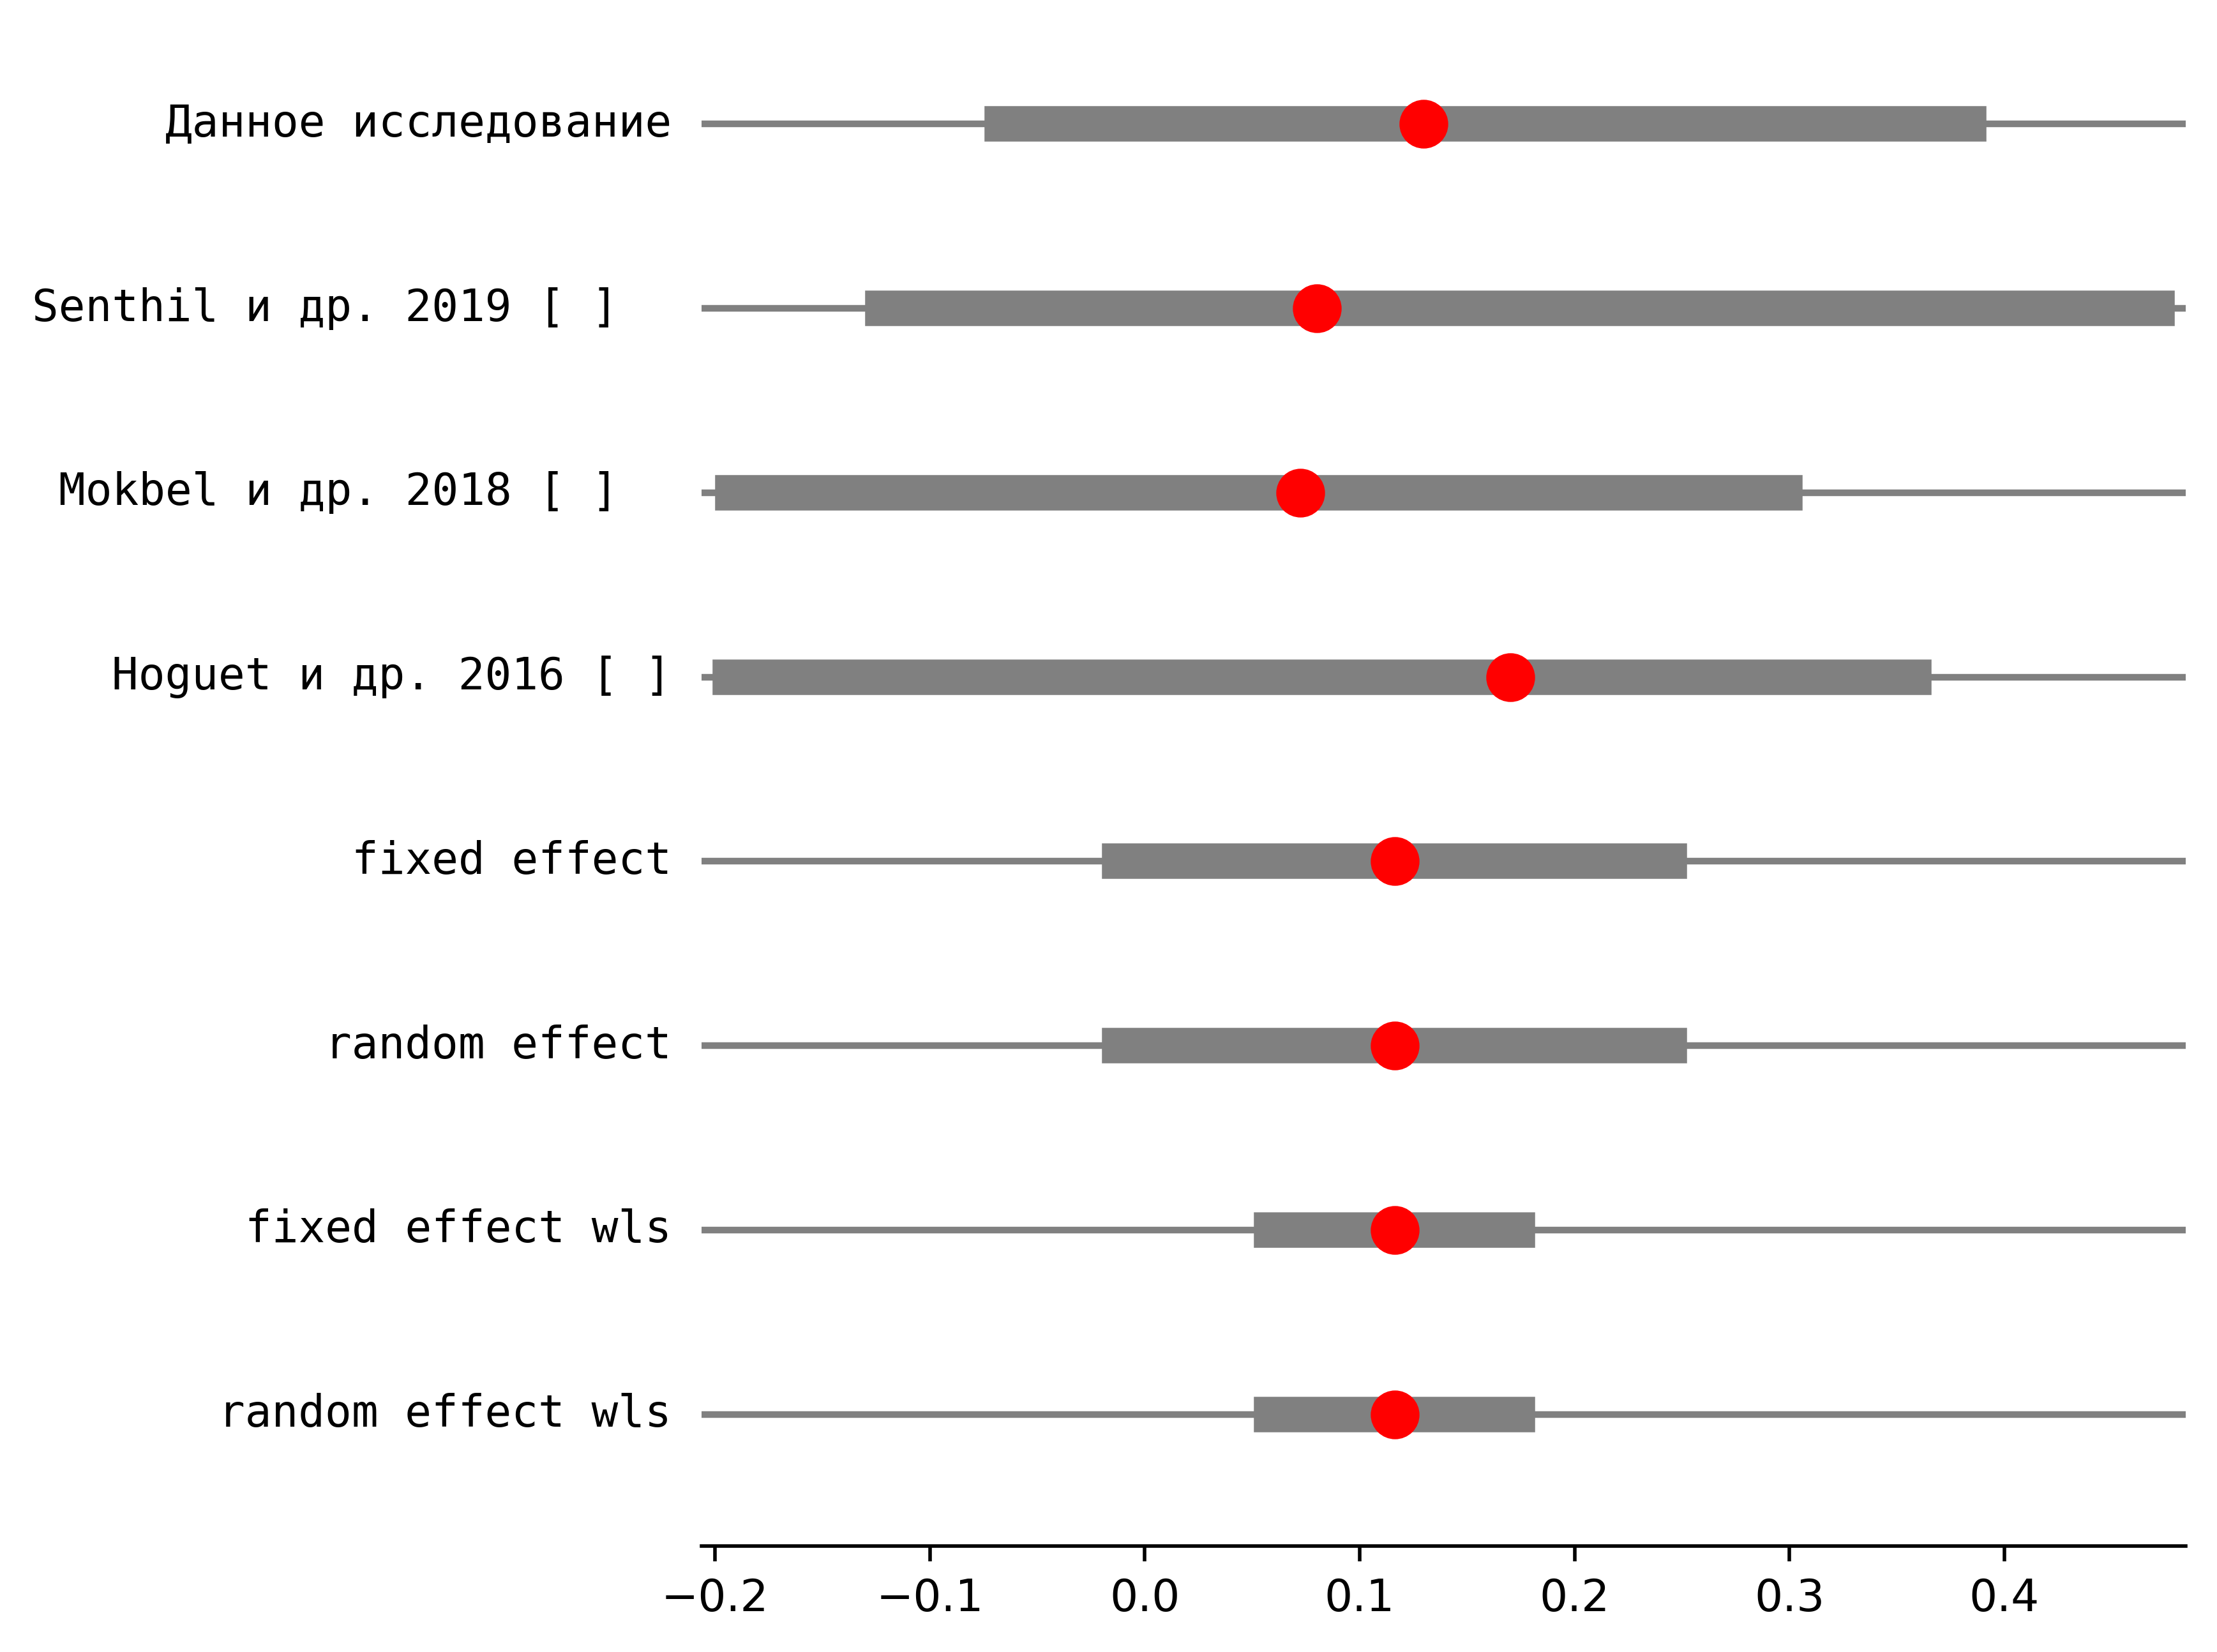 Данное исследование
Senthil и др. 2019 [ ]
Mokbel и др. 2018 [ ]
Hoguet и др. 2016 [ ]
fixed effect
random effect
fixed effect wls
random effect wls
−0.2 −0.1 0.0 0.1 0.2 0.3 0.4